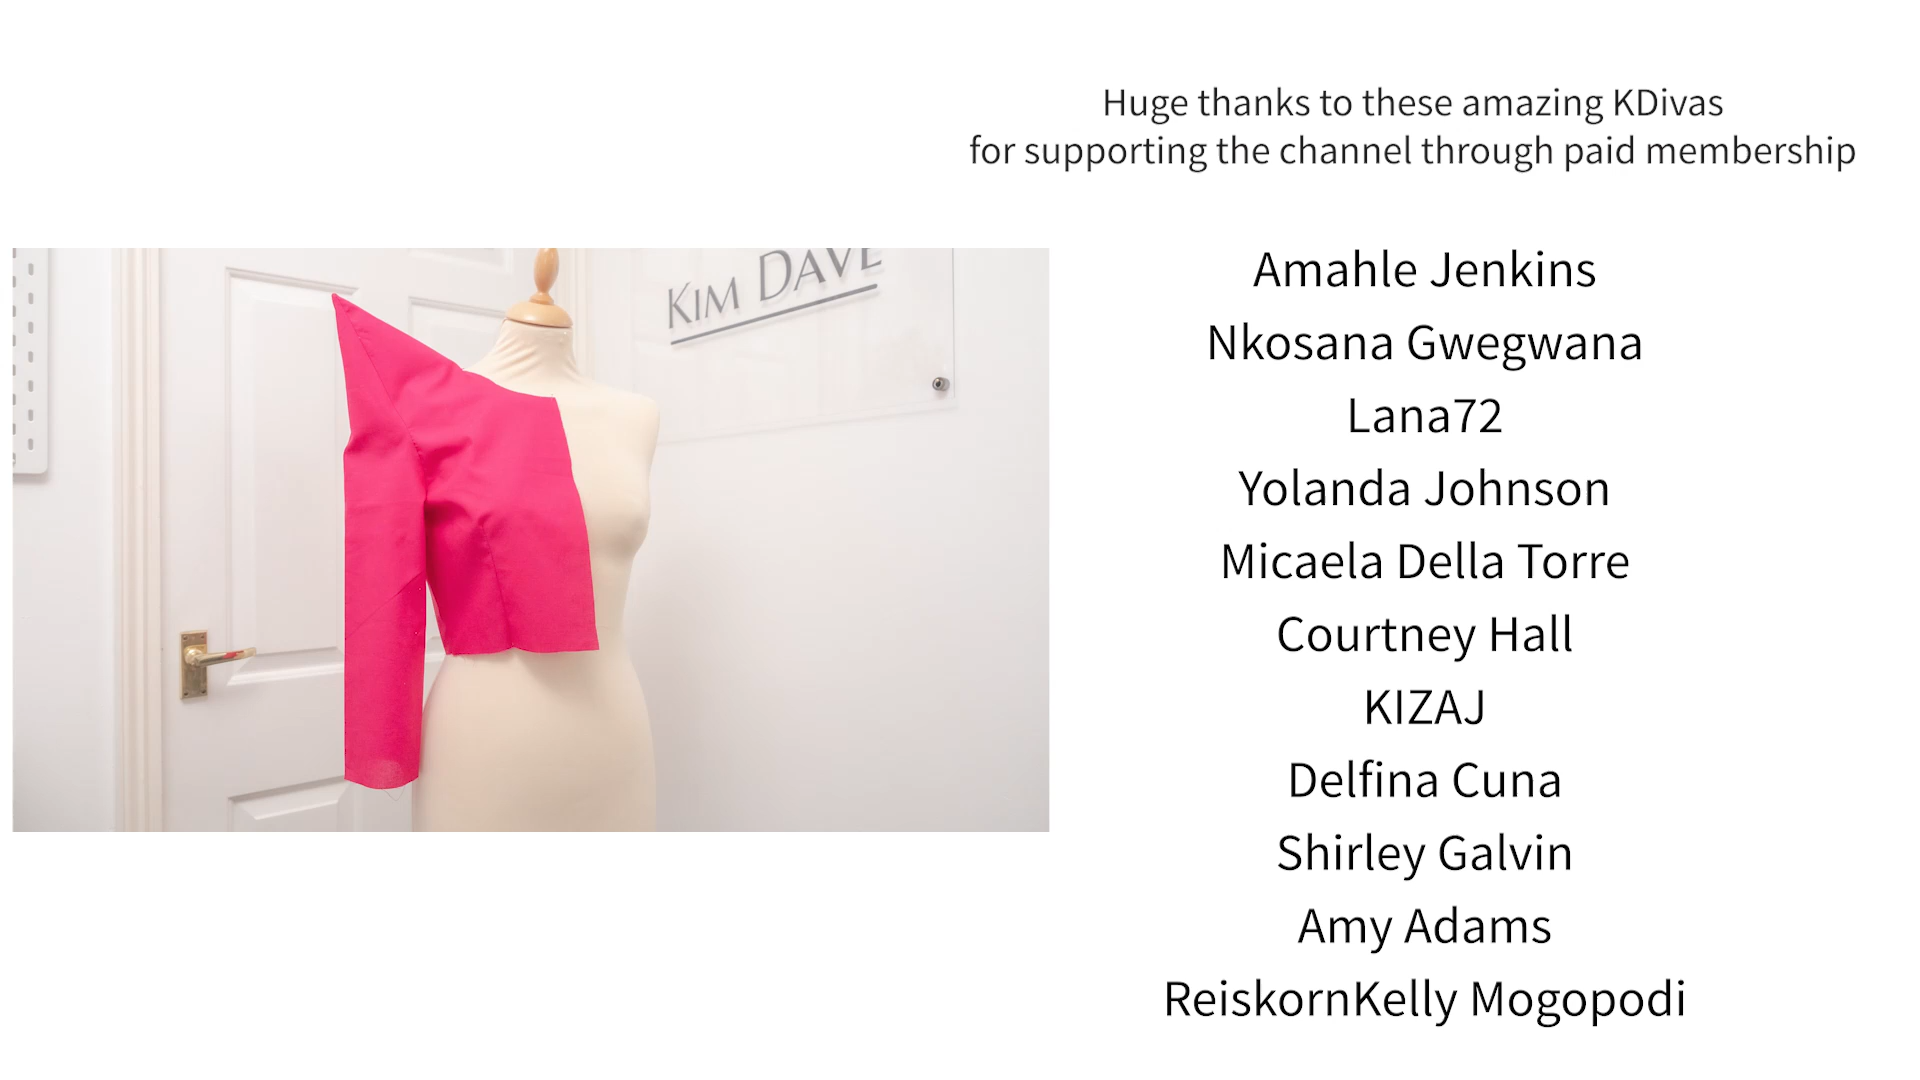 Huge thanks to these amazing KDivas
for supporting the channel through paid membership
KIM DAVE
Amahle Jenkins
Nkosana Gwegwana
Lana72
Yolanda Johnson
Micaela Della Torre
Courtney Hall
KIZAJ
Delfina Cuna
Shirley Galvin
Amy Adams
ReiskornKelly Mogopodi